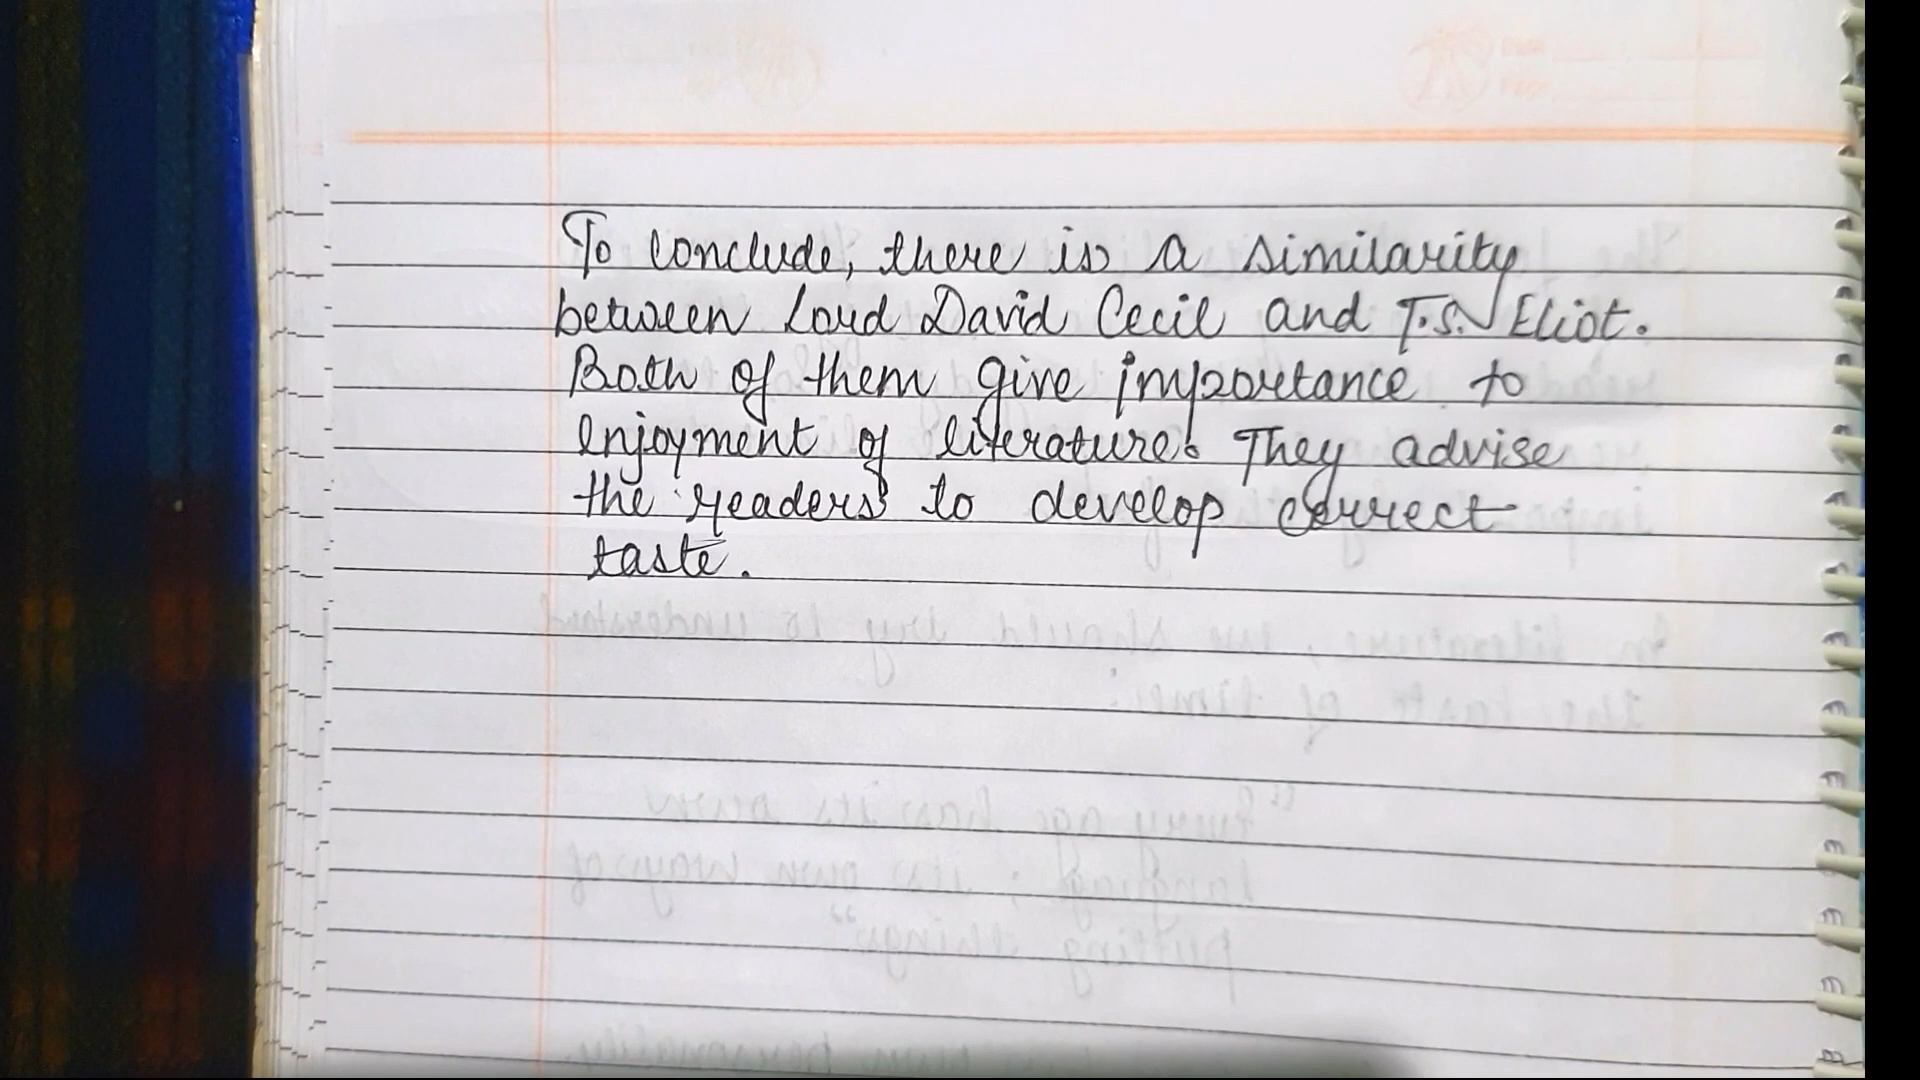 To conclude, there is a similarity
between Lord David Cecil and T.S. Eliot.
Both of them give importance to
enjoyment of literature. They advise
the readers to develop correct
taste.